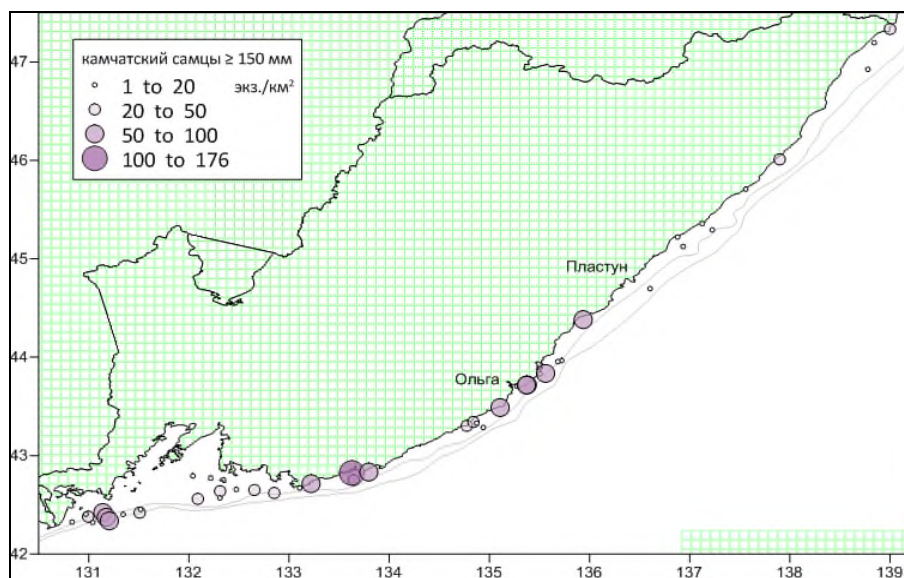 47
46
45
44
43
42
камчатский самцы ≥ 150 мм
1 to 20 экз./км²
20 to 50
50 to 100
100 to 176
Пластун
Ольга
131 132 133 134 135 136 137 138 139